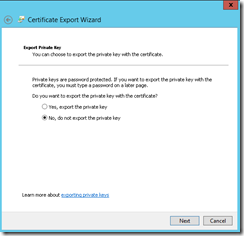 Certificate Export Wizard
Export Private Key
You can choose to export the private key with the certificate.
Private keys are password protected. If you want to export the private key with the
certificate, you must type a password on a later page.
Do you want to export the private key with the certificate?
Yes, export the private key
No, do not export the private key
Learn more about exporting private keys
Next
Cancel